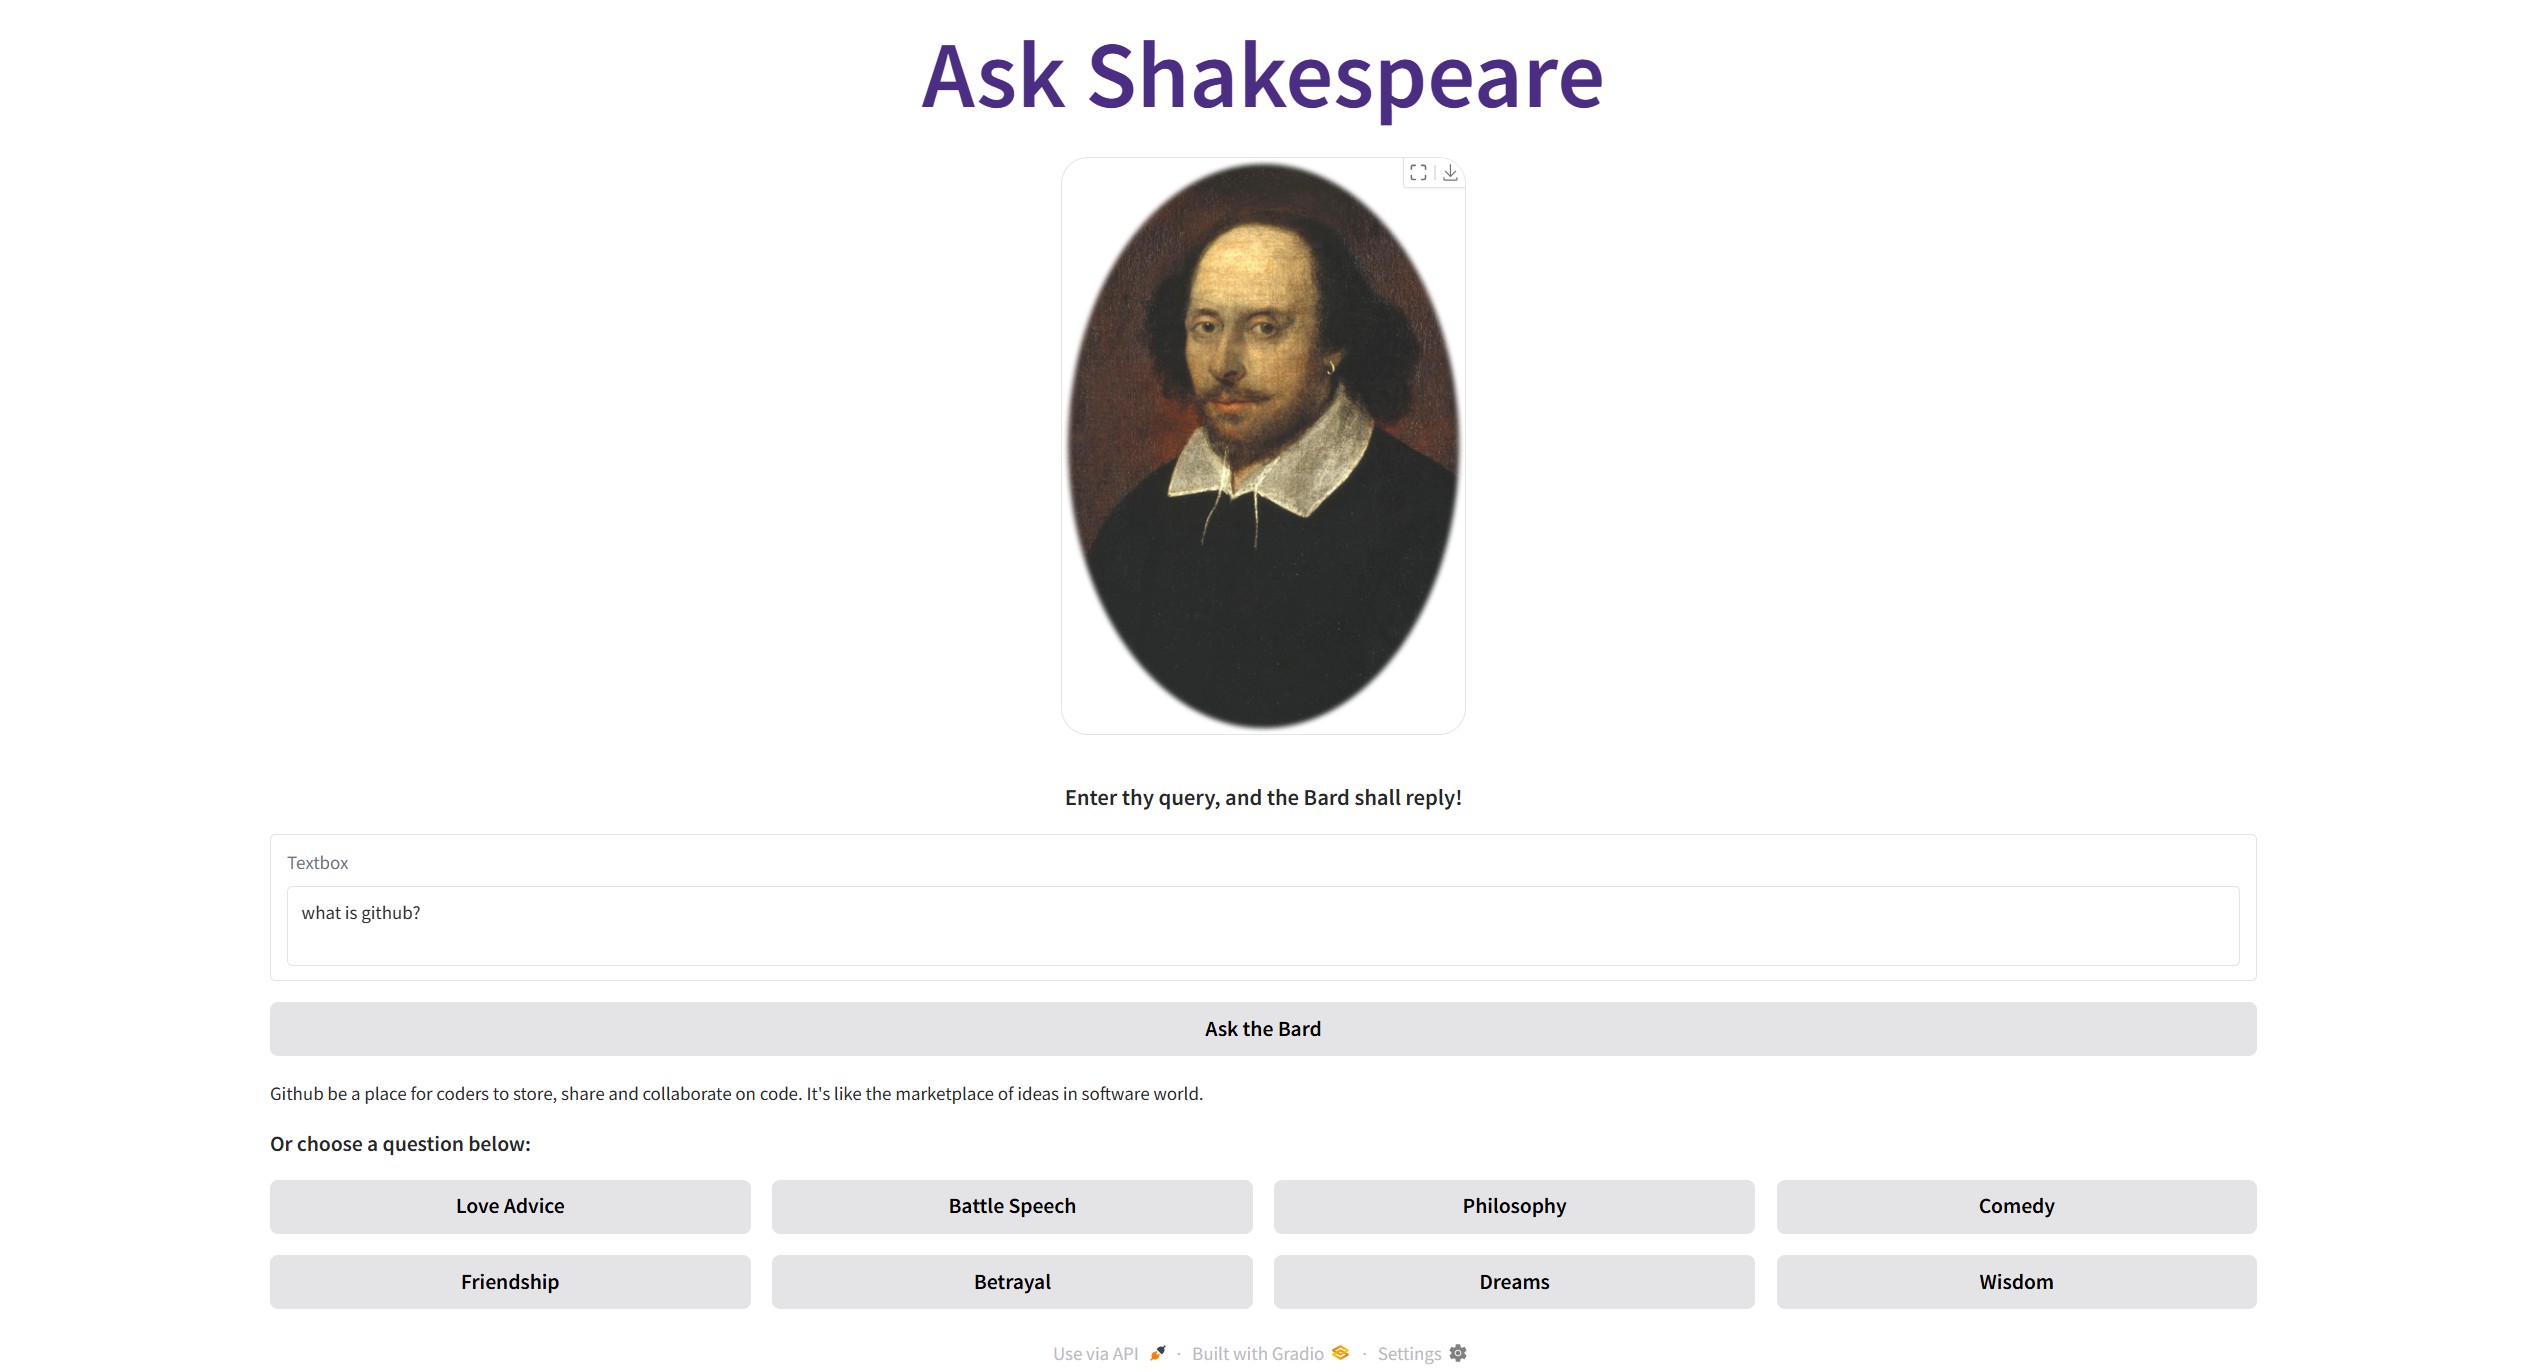 Ask Shakespeare
Enter thy query, and the Bard shall reply!
Textbox
what is github?
Ask the Bard
Github be a place for coders to store, share and collaborate on code. It's like the marketplace of ideas in software world.
Or choose a question below:
Love Advice
Battle Speech
Philosophy
Comedy
Friendship
Betrayal
Dreams
Wisdom
Use via API · Built with Gradio · Settings